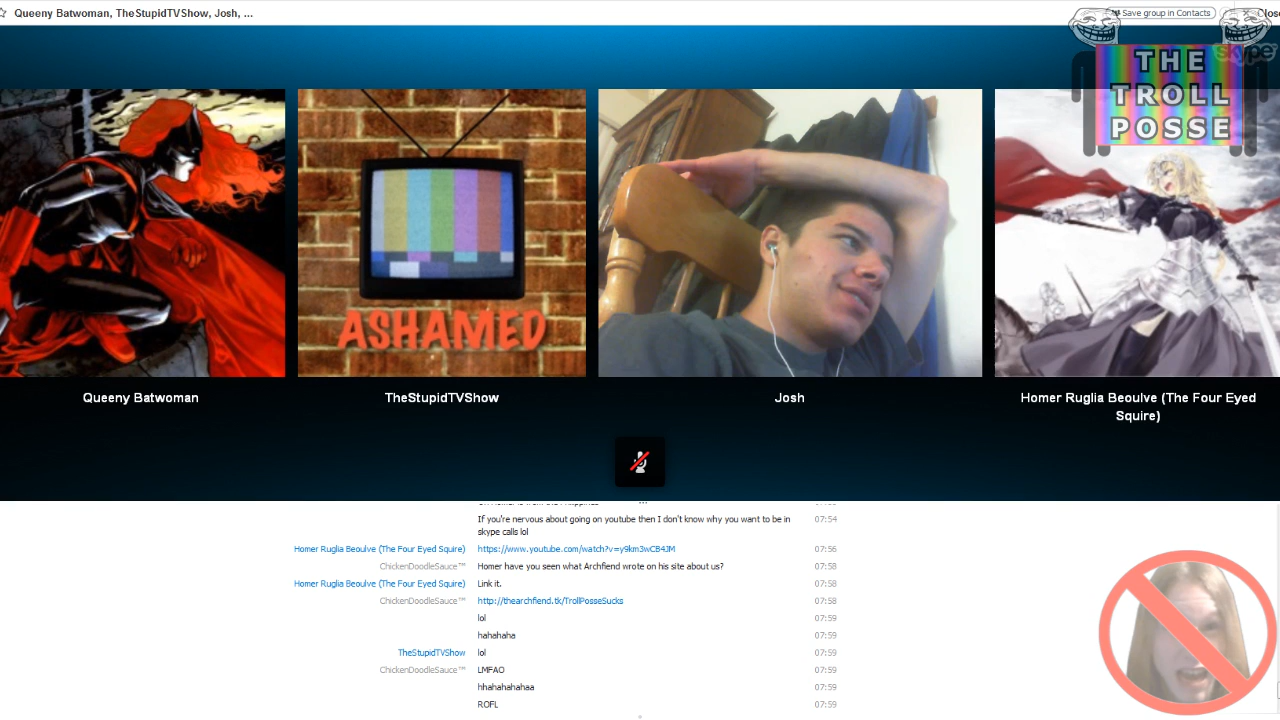 Queeny Batwoman, TheStupidTVShow, Josh, ...
Save group in Contacts
Close
skype
THE
TROLL
POSSE
ASHAMED
Queeny Batwoman
TheStupidTVShow
Josh
Homer Ruglia Beoulve (The Four Eyed
Squire)
If you're nervous about going on youtube then I don't know why you want to be in 07:54
skype calls lol
Homer Ruglia Beoulve (The Four Eyed Squire) https://www.youtube.com/watch?v=y9km3wCB4JM 07:56
ChickenDoodleSauce™ Homer have you seen what Archfiend wrote on his site about us? 07:58
Homer Ruglia Beoulve (The Four Eyed Squire) Link it. 07:58
ChickenDoodleSauce™ http://thearchfiend.tk/TrollPosseSucks 07:58
lol 07:59
hahahaha 07:59
TheStupidTVShow lol 07:59
ChickenDoodleSauce™ LMFAO 07:59
hhahahahahaa 07:59
ROFL 07:59